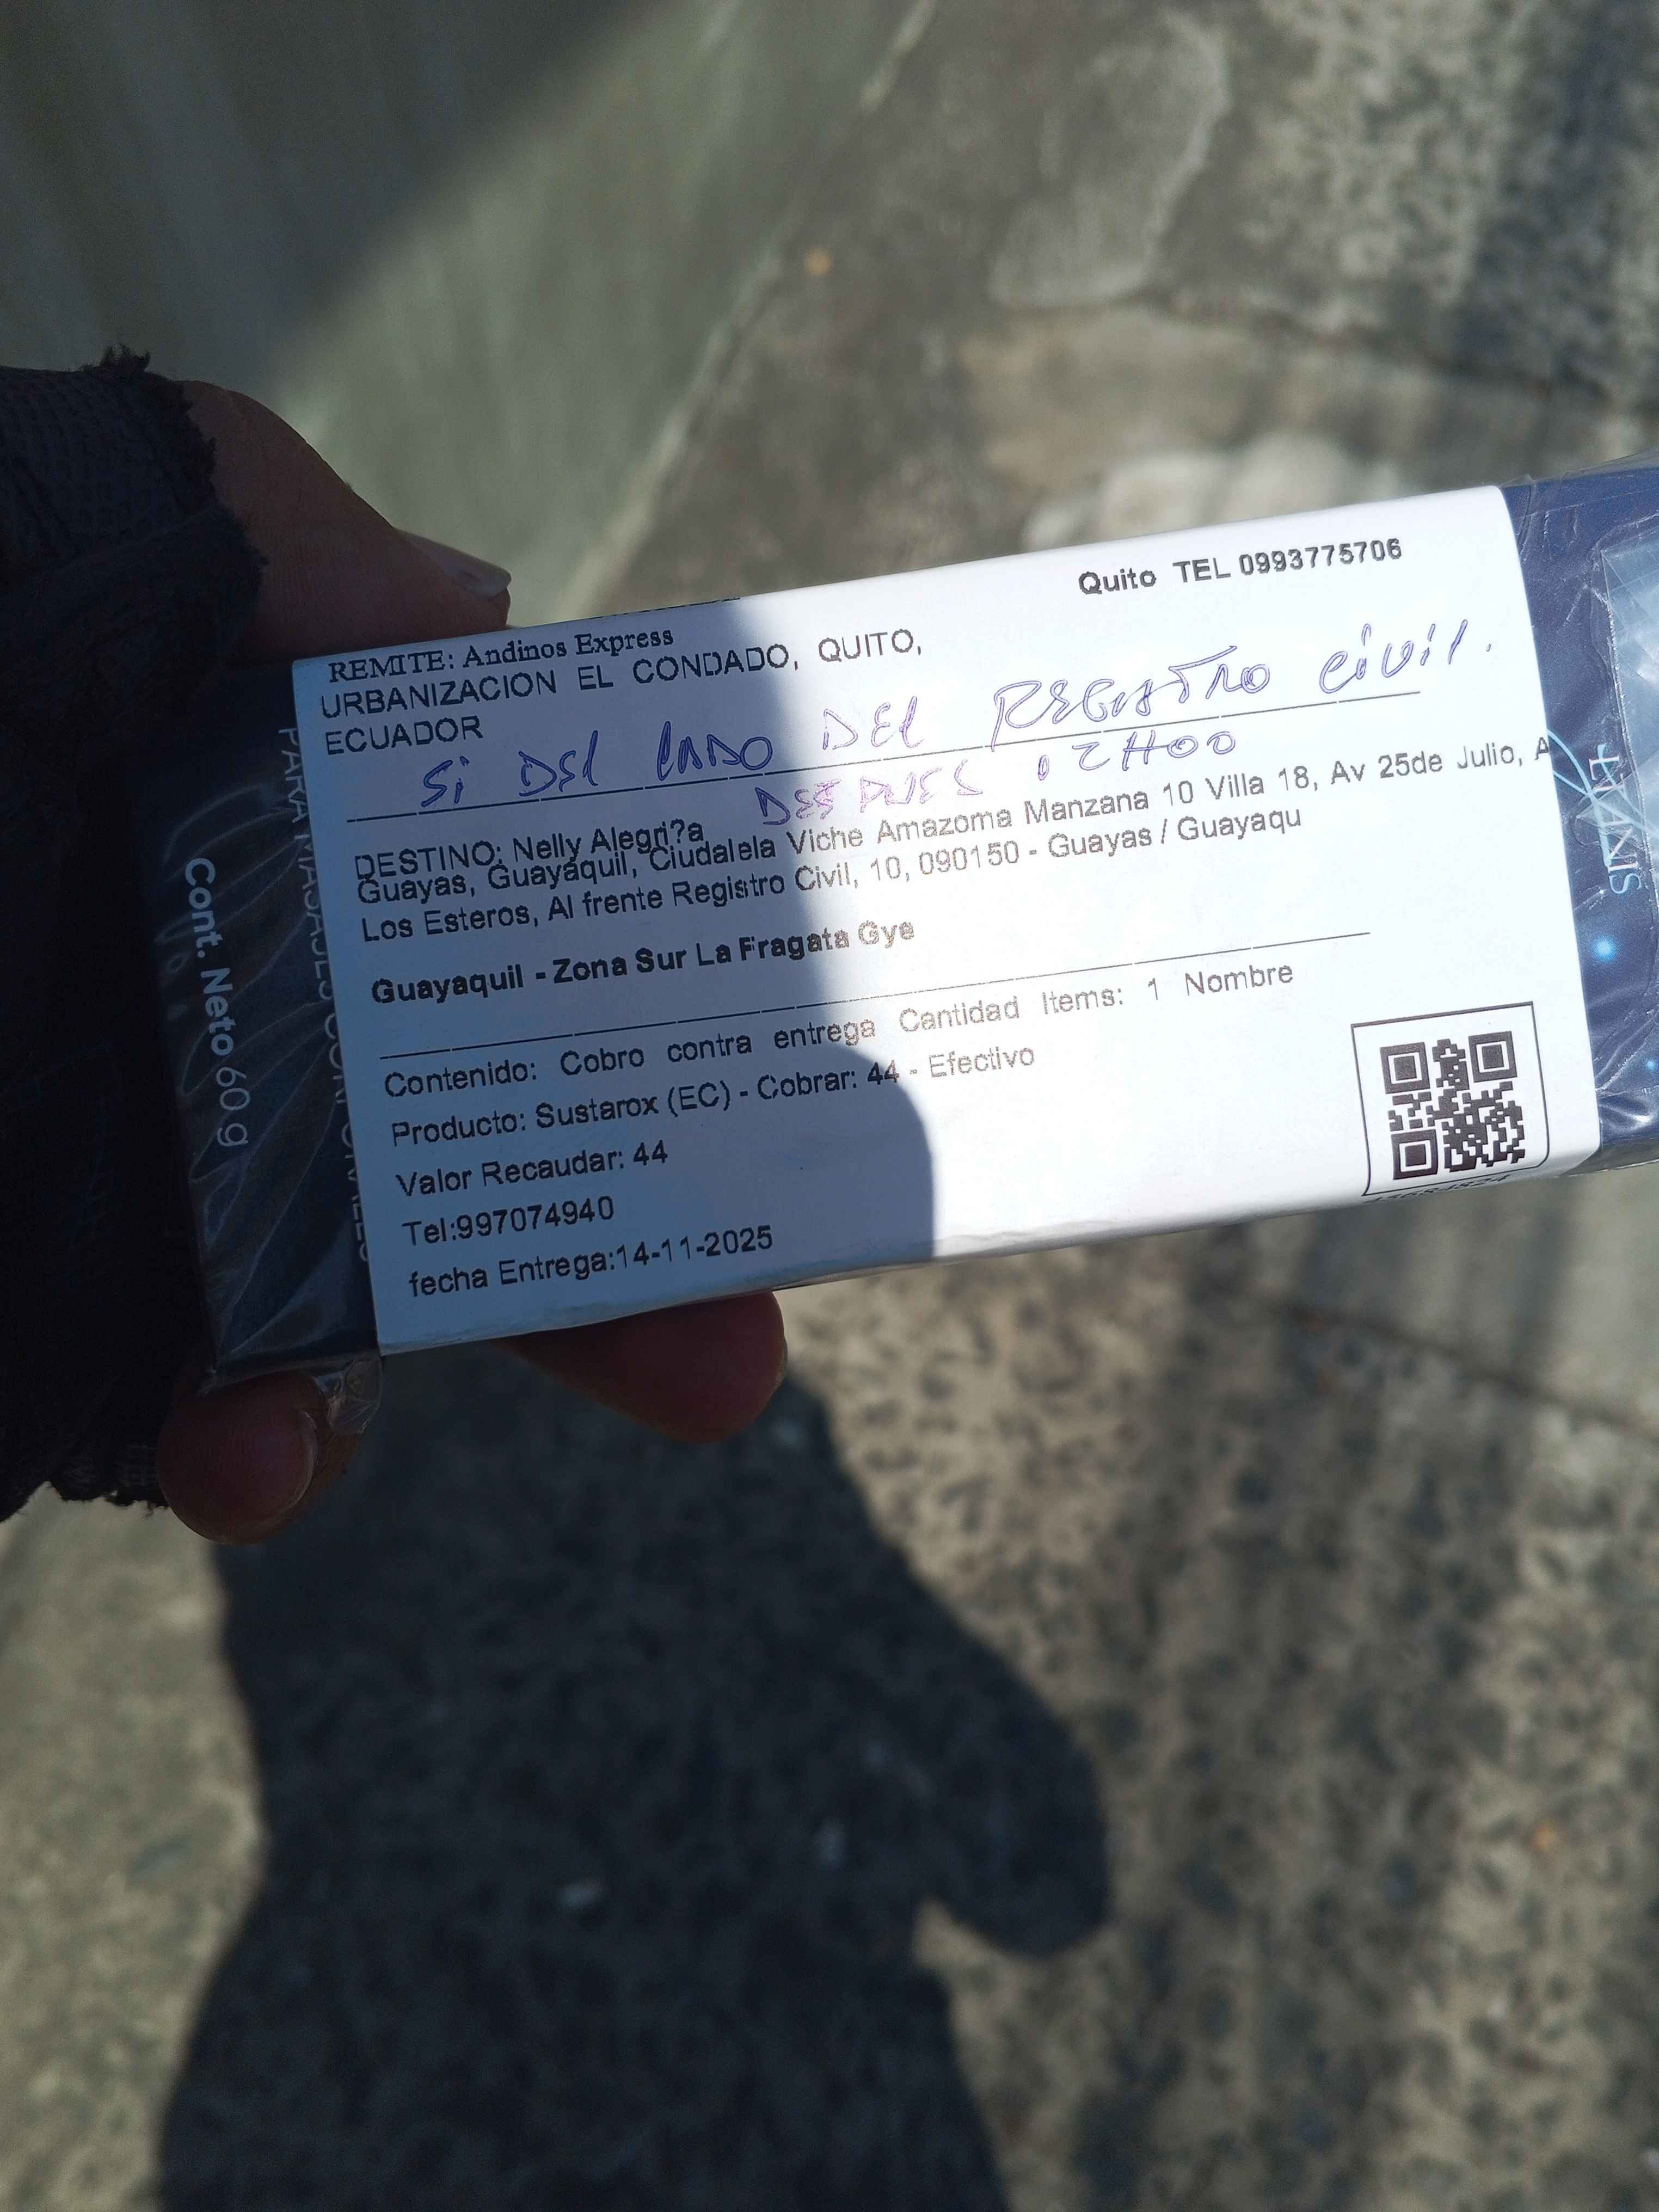 Quito TEL 0993775706
REMITE: Andinos Express
URBANIZACION EL CONDADO, QUITO,
ECUADOR
Si DEl lADO DEl REGISTRO civil.
DESPUES 12H00
DESTINO: Nelly Alegri?a
Guayas, Guayaquil, Ciudalela Viche Amazoma Manzana 10 Villa 18, Av 25de Julio, A
Los Esteros, Al frente Registro Civil, 10, 090150 - Guayas / Guayaqu
Guayaquil - Zona Sur La Fragata Gye
Contenido: Cobro contra entrega Cantidad Items: 1 Nombre
Producto: Sustarox (EC) - Cobrar: 44 - Efectivo
Valor Recaudar: 44
Tel:997074940
fecha Entrega:14-11-2025
Cont. Neto 60 g
PARA MASAJES